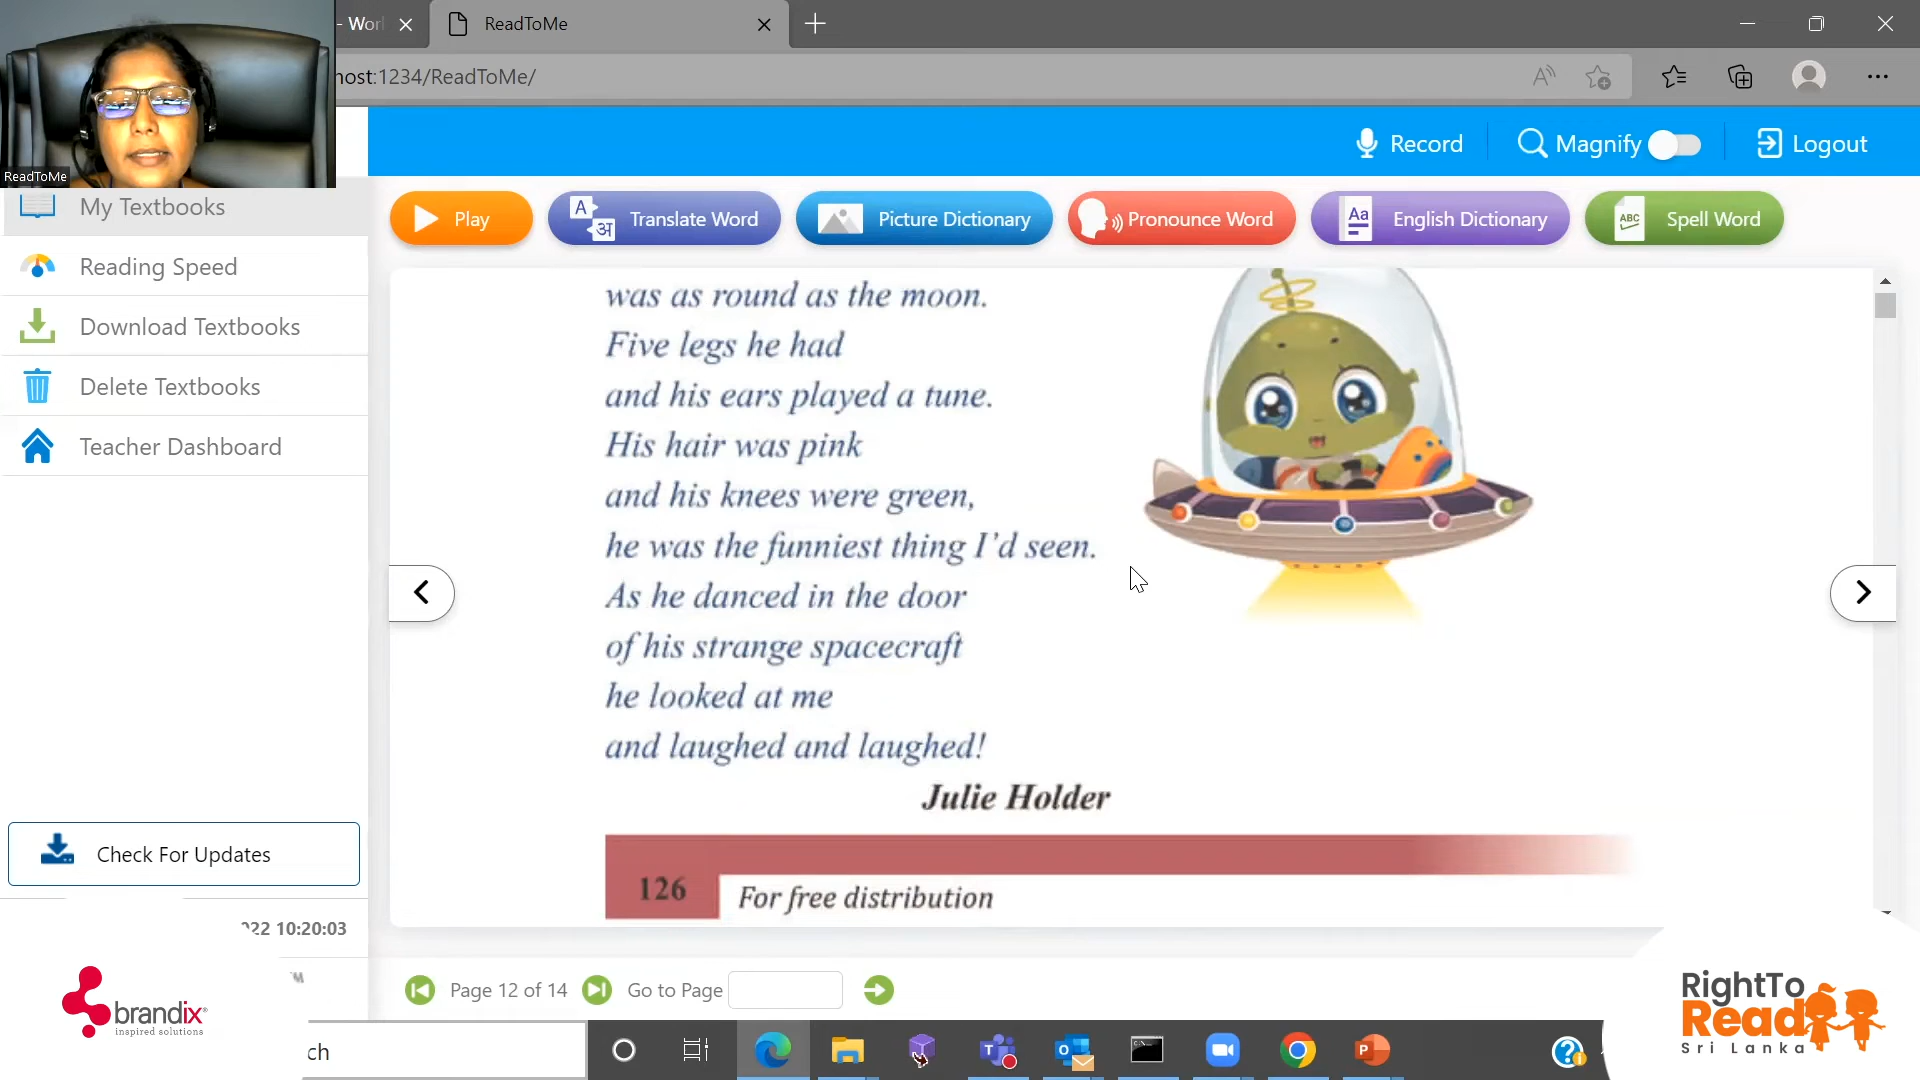 - Worl
ReadToMe
host:1234/ReadToMe/
ReadToMe
Record
Magnify
Logout
My Textbooks
Reading Speed
Download Textbooks
Delete Textbooks
Teacher Dashboard
Check For Updates
22 10:20:03
brandix
inspired solutions
ch
Play
A
अ
Translate Word
Picture Dictionary
Pronounce Word
Aa
English Dictionary
ABC
Spell Word
was as round as the moon.
Five legs he had
and his ears played a tune.
His hair was pink
and his knees were green,
he was the funniest thing I'd seen.
As he danced in the door
of his strange spacecraft
he looked at me
and laughed and laughed!
Julie Holder
126
For free distribution
Page 12 of 14
Go to Page
RightTo
Read
Sri Lanka